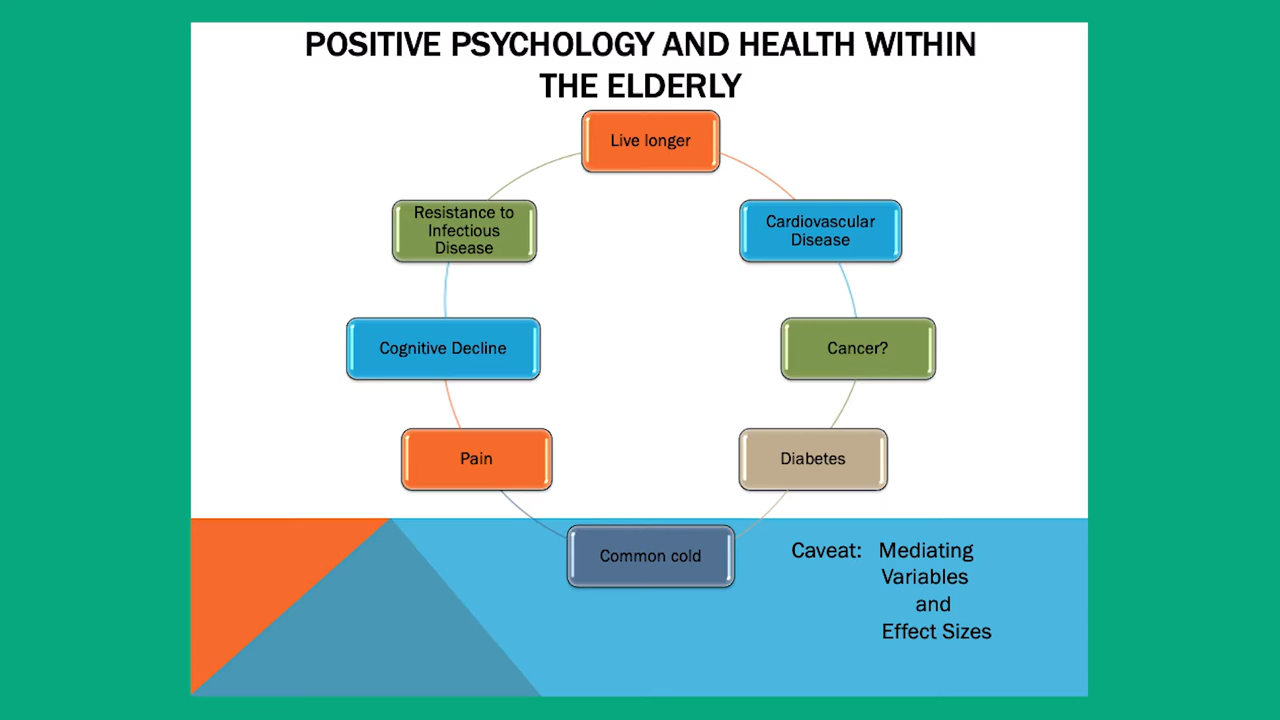 POSITIVE PSYCHOLOGY AND HEALTH WITHIN
THE ELDERLY
Live longer
Cardiovascular
Disease
Cancer?
Diabetes
Common cold
Pain
Cognitive Decline
Resistance to
Infectious
Disease
Caveat: Mediating
Variables
and
Effect Sizes